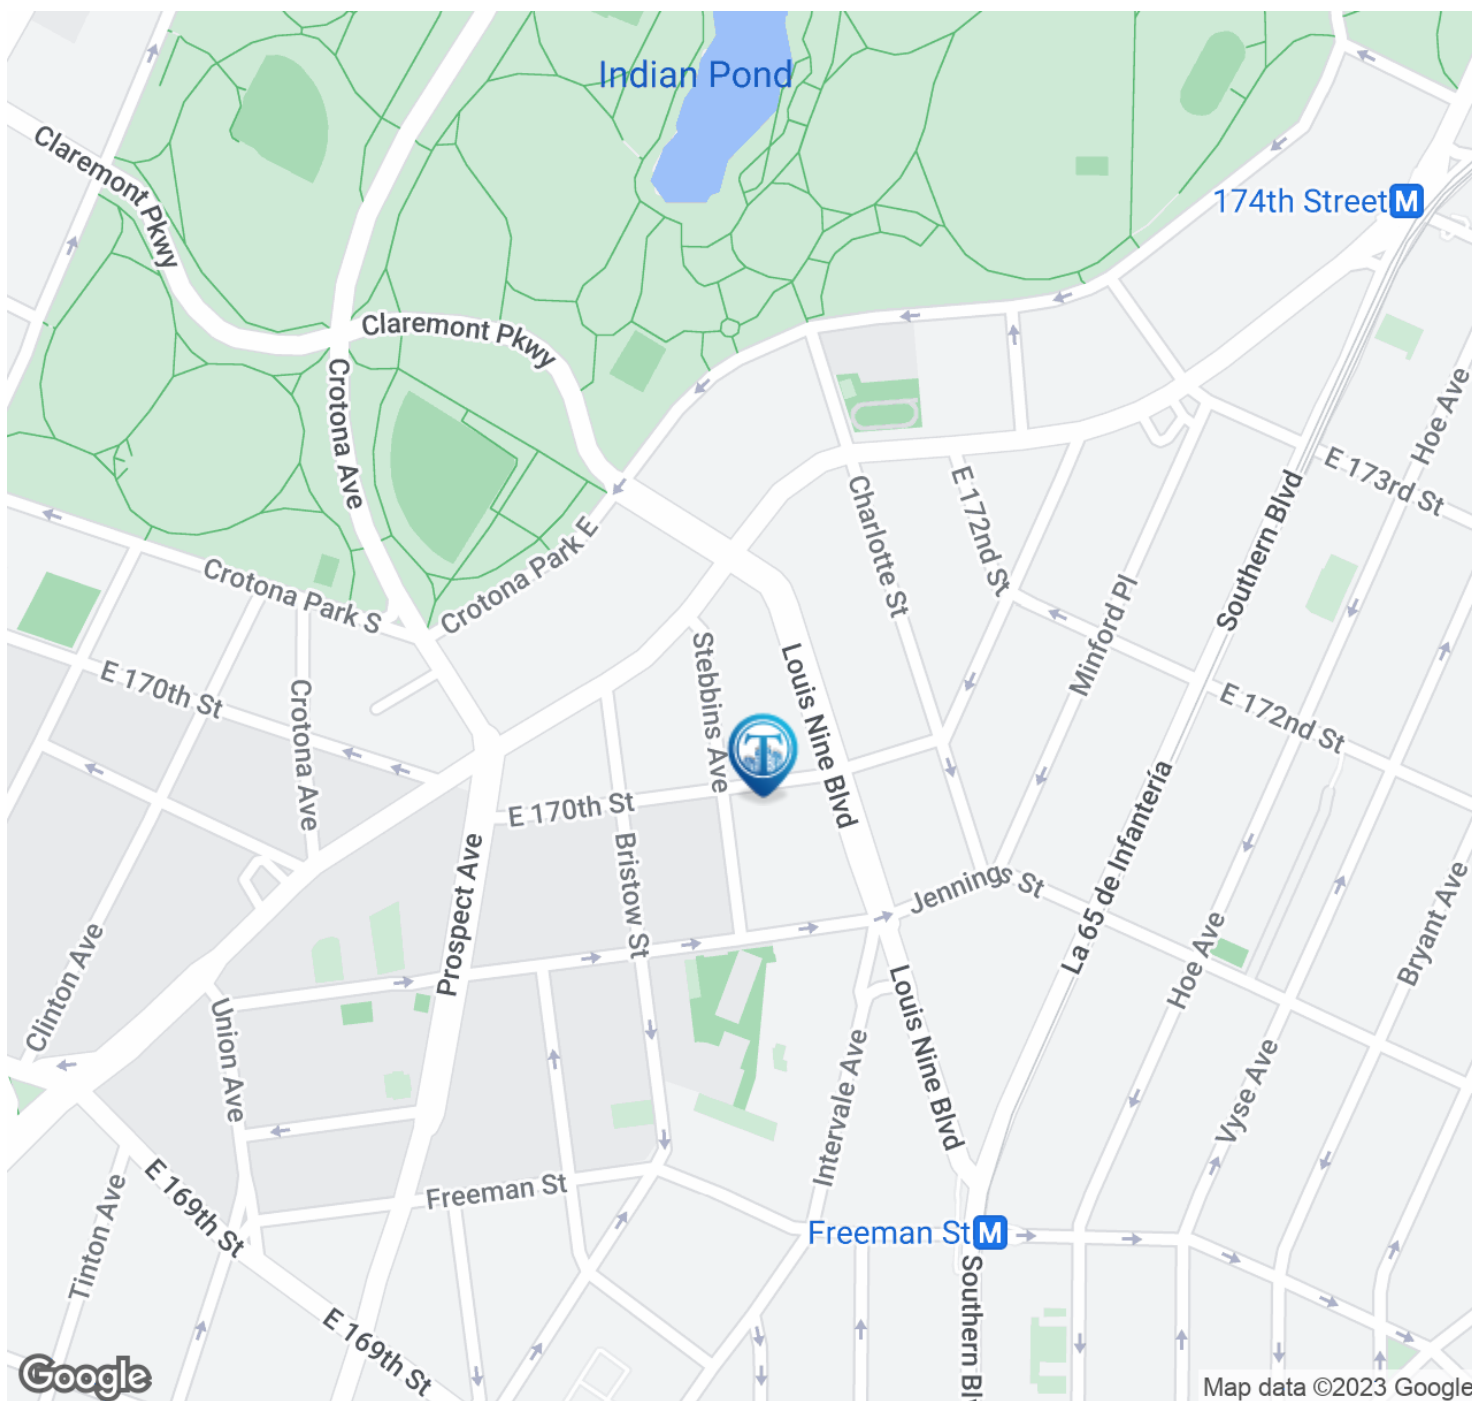 Indian Pond
Claremont Pkwy
174th Street M
Claremont Pkwy
Crotona Ave
Hoe Ave
E 173rd St
Charlotte St
E 172nd St
Southern Blvd
Crotona Park E
Crotona Park S
Minford Pl
Stebbins Ave
Louis Nine Blvd
E 170th St
Crotona Ave
E 172nd St
T
E 170th St
La 65 de Infantería
Prospect Ave
Bristow St
Jennings St
Bryant Ave
Hoe Ave
Clinton Ave
Union Ave
Louis Nine Blvd
Intervale Ave
Vyse Ave
E 169th St
Freeman St
Tinton Ave
Freeman St M
Southern Bl
E 169th St
Google
Map data ©2023 Google